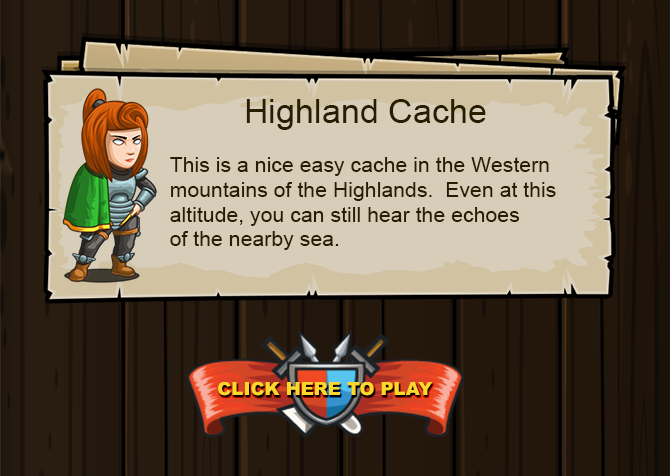 Highland Cache
This is a nice easy cache in the Western
mountains of the Highlands.  Even at this
altitude, you can still hear the echoes
of the nearby sea.
CLICK HERE TO PLAY